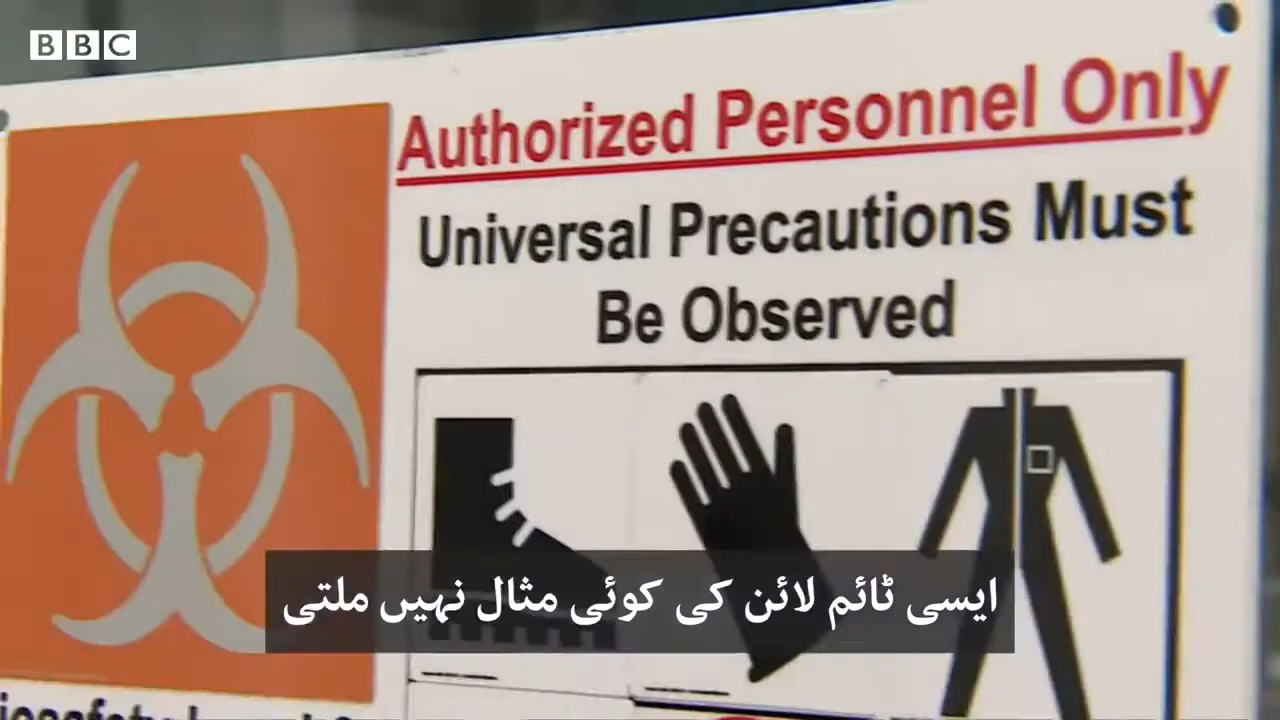 BBC
Authorized Personnel Only
Universal Precautions Must
Be Observed
ایسی ٹائم لائن کی کوئی مثال نہیں ملتی